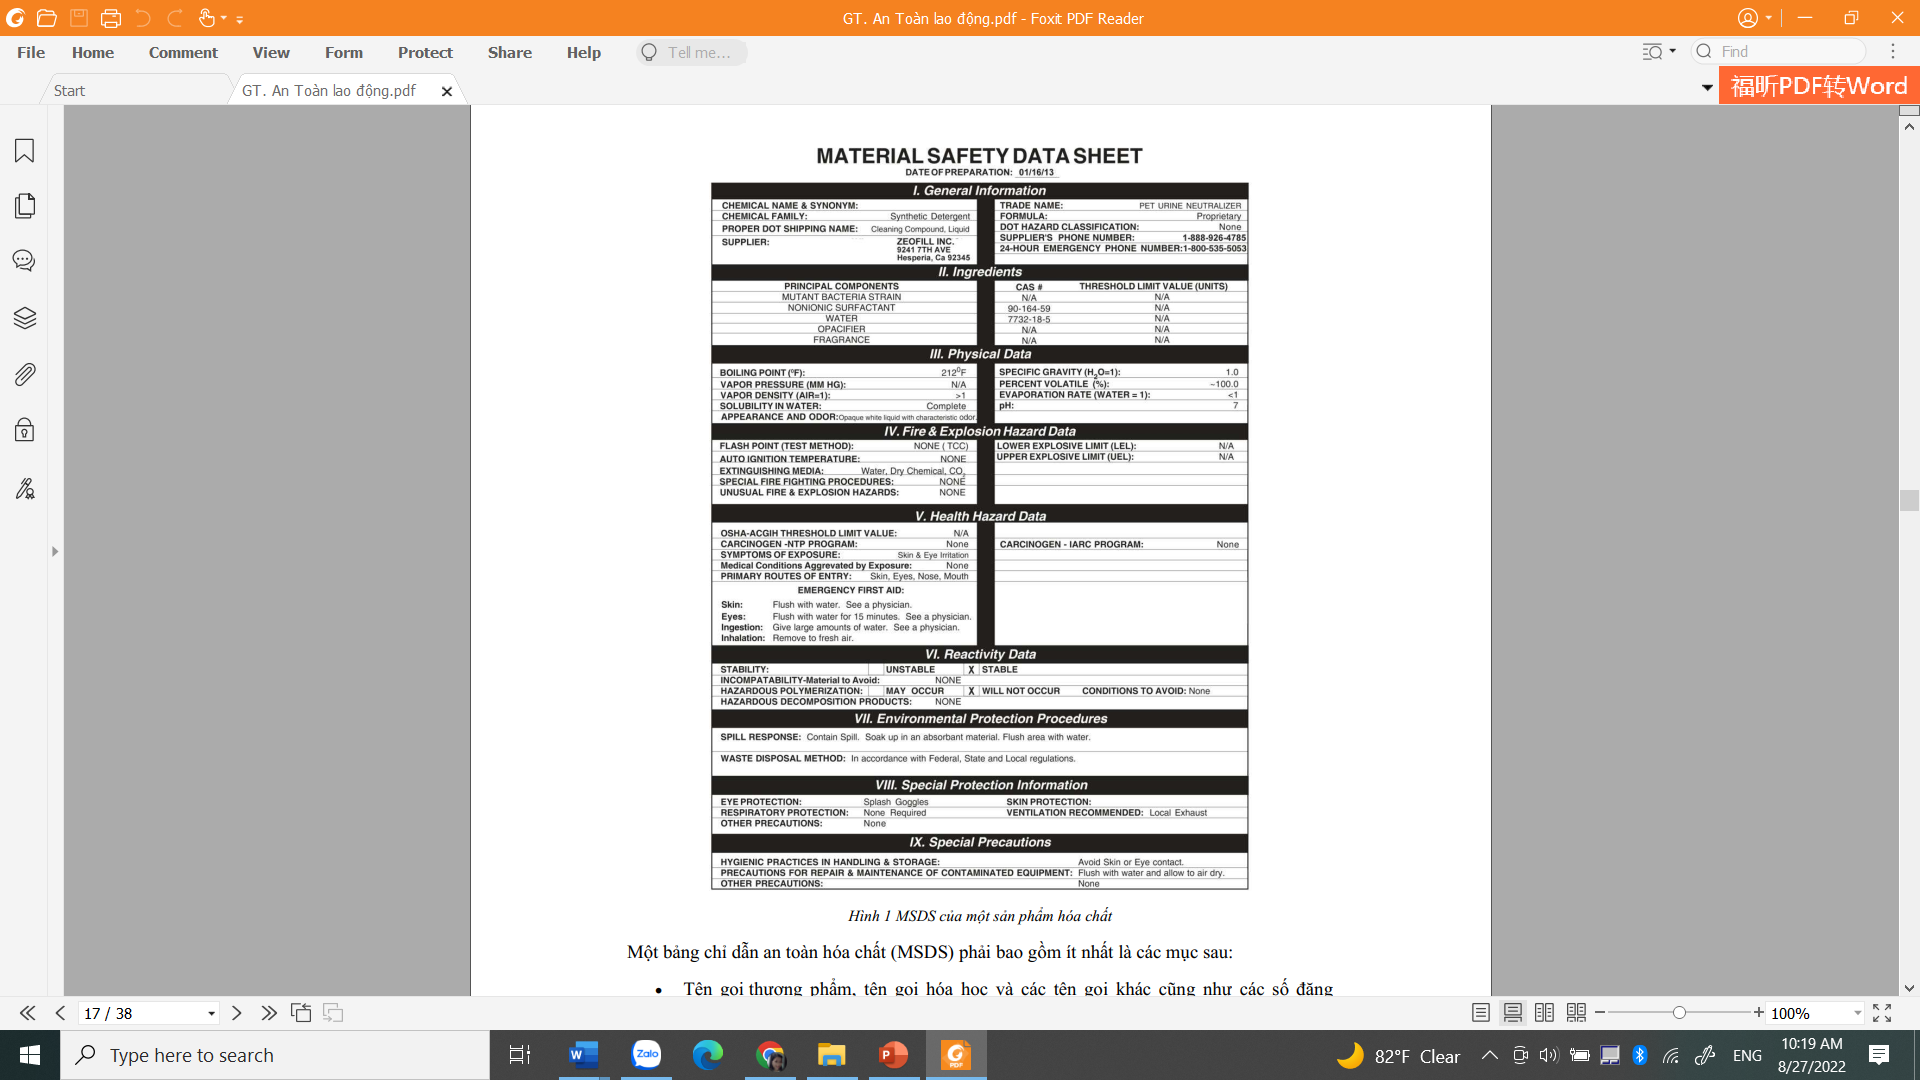 GT. An Toàn lao động.pdf - Foxit PDF Reader
File Home Comment View Form Protect Share Help Tell me... Find
Start GT. An Toàn lao động.pdf 福昕PDF转Word
MATERIAL SAFETY DATA SHEET
DATE OF PREPARATION: 01/16/13
I. General Information
CHEMICAL NAME & SYNONYM: TRADE NAME: PET URINE NEUTRALIZER
CHEMICAL FAMILY: Synthetic Detergent FORMULA: Proprietary
PROPER DOT SHIPPING NAME: Cleaning Compound, Liquid DOT HAZARD CLASSIFICATION: None
SUPPLIER: ZEOFILL INC. SUPPLIER'S PHONE NUMBER: 1-888-926-4785
9241 7TH AVE 24-HOUR EMERGENCY PHONE NUMBER:1-800-535-5053
Hesperia, Ca 92345
II. Ingredients
PRINCIPAL COMPONENTS CAS # THRESHOLD LIMIT VALUE (UNITS)
MUTANT BACTERIA STRAIN N/A N/A
NONIONIC SURFACTANT 90-164-59 N/A
WATER 7732-18-5 N/A
OPACIFIER N/A N/A
FRAGRANCE N/A N/A
III. Physical Data
BOILING POINT (⁰F): 212⁰F SPECIFIC GRAVITY (H₂O=1): 1.0
VAPOR PRESSURE (MM HG): N/A PERCENT VOLATILE (%): ~100.0
VAPOR DENSITY (AIR=1): >1 EVAPORATION RATE (WATER = 1): <1
SOLUBILITY IN WATER: Complete pH: 7
APPEARANCE AND ODOR:Opaque white liquid with characteristic odor.
IV. Fire & Explosion Hazard Data
FLASH POINT (TEST METHOD): NONE ( TCC) LOWER EXPLOSIVE LIMIT (LEL): N/A
AUTO IGNITION TEMPERATURE: NONE UPPER EXPLOSIVE LIMIT (UEL): N/A
EXTINGUISHING MEDIA: Water, Dry Chemical, CO₂
SPECIAL FIRE FIGHTING PROCEDURES: NONE
UNUSUAL FIRE & EXPLOSION HAZARDS: NONE
V. Health Hazard Data
OSHA-ACGIH THRESHOLD LIMIT VALUE: N/A
CARCINOGEN -NTP PROGRAM: None CARCINOGEN - IARC PROGRAM: None
SYMPTOMS OF EXPOSURE: Skin & Eye Irritation
Medical Conditions Aggrevated by Exposure: None
PRIMARY ROUTES OF ENTRY: Skin, Eyes, Nose, Mouth
EMERGENCY FIRST AID:
Skin: Flush with water. See a physician.
Eyes: Flush with water for 15 minutes. See a physician.
Ingestion: Give large amounts of water. See a physician.
Inhalation: Remove to fresh air.
VI. Reactivity Data
STABILITY: UNSTABLE X STABLE
INCOMPATABILITY-Material to Avoid: NONE
HAZARDOUS POLYMERIZATION: MAY OCCUR X WILL NOT OCCUR CONDITIONS TO AVOID: None
HAZARDOUS DECOMPOSITION PRODUCTS: NONE
VII. Environmental Protection Procedures
SPILL RESPONSE: Contain Spill. Soak up in an absorbant material. Flush area with water.
WASTE DISPOSAL METHOD: In accordance with Federal, State and Local regulations.
VIII. Special Protection Information
EYE PROTECTION: Splash Goggles SKIN PROTECTION:
RESPIRATORY PROTECTION: None Required VENTILATION RECOMMENDED: Local Exhaust
OTHER PRECAUTIONS: None
IX. Special Precautions
HYGIENIC PRACTICES IN HANDLING & STORAGE: Avoid Skin or Eye contact.
PRECAUTIONS FOR REPAIR & MAINTENANCE OF CONTAMINATED EQUIPMENT: Flush with water and allow to air dry.
OTHER PRECAUTIONS: None
Hình 1 MSDS của một sản phẩm hóa chất
Một bảng chỉ dẫn an toàn hóa chất (MSDS) phải bao gồm ít nhất là các mục sau:
• Tên gọi thương phẩm, tên gọi hóa học và các tên gọi khác cũng như các số đăng
17 / 38 100%
Type here to search Zalo 82°F Clear ENG 10:19 AM
8/27/2022